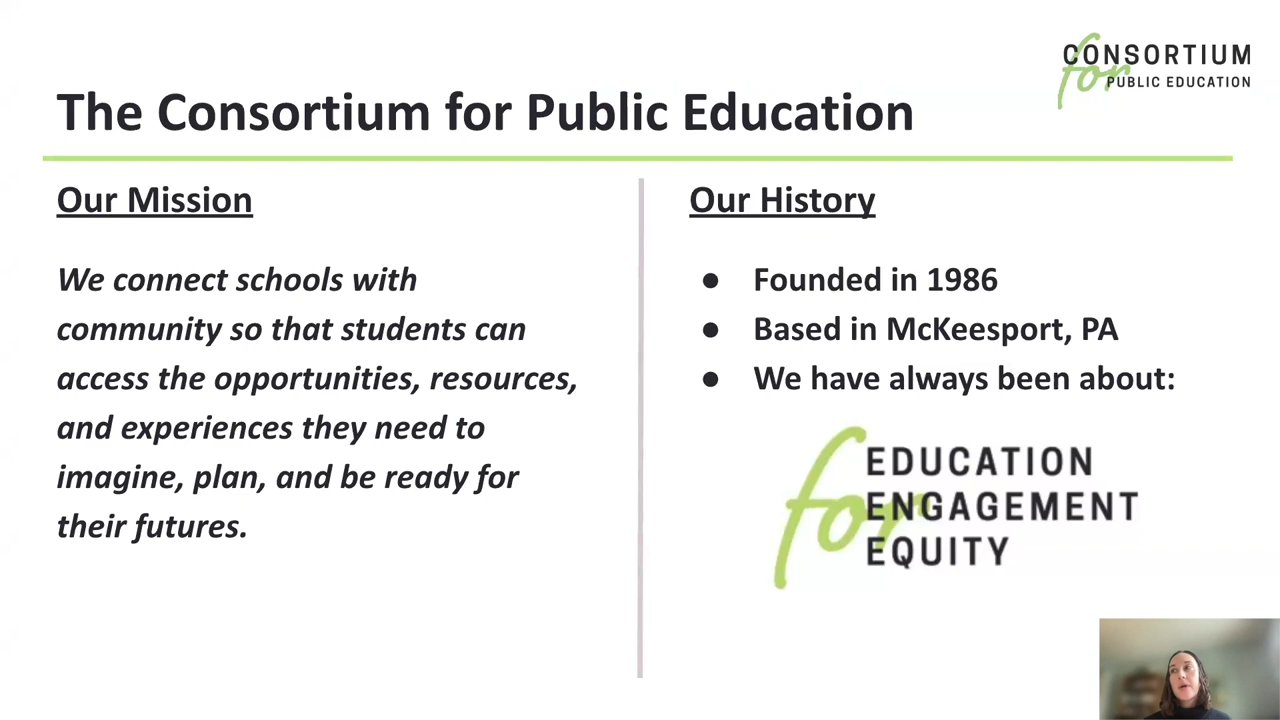 CONSORTIUM
for PUBLIC EDUCATION
The Consortium for Public Education
Our Mission
We connect schools with
community so that students can
access the opportunities, resources,
and experiences they need to
imagine, plan, and be ready for
their futures.
Our History
● Founded in 1986
● Based in McKeesport, PA
● We have always been about:
for
EDUCATION
ENGAGEMENT
EQUITY